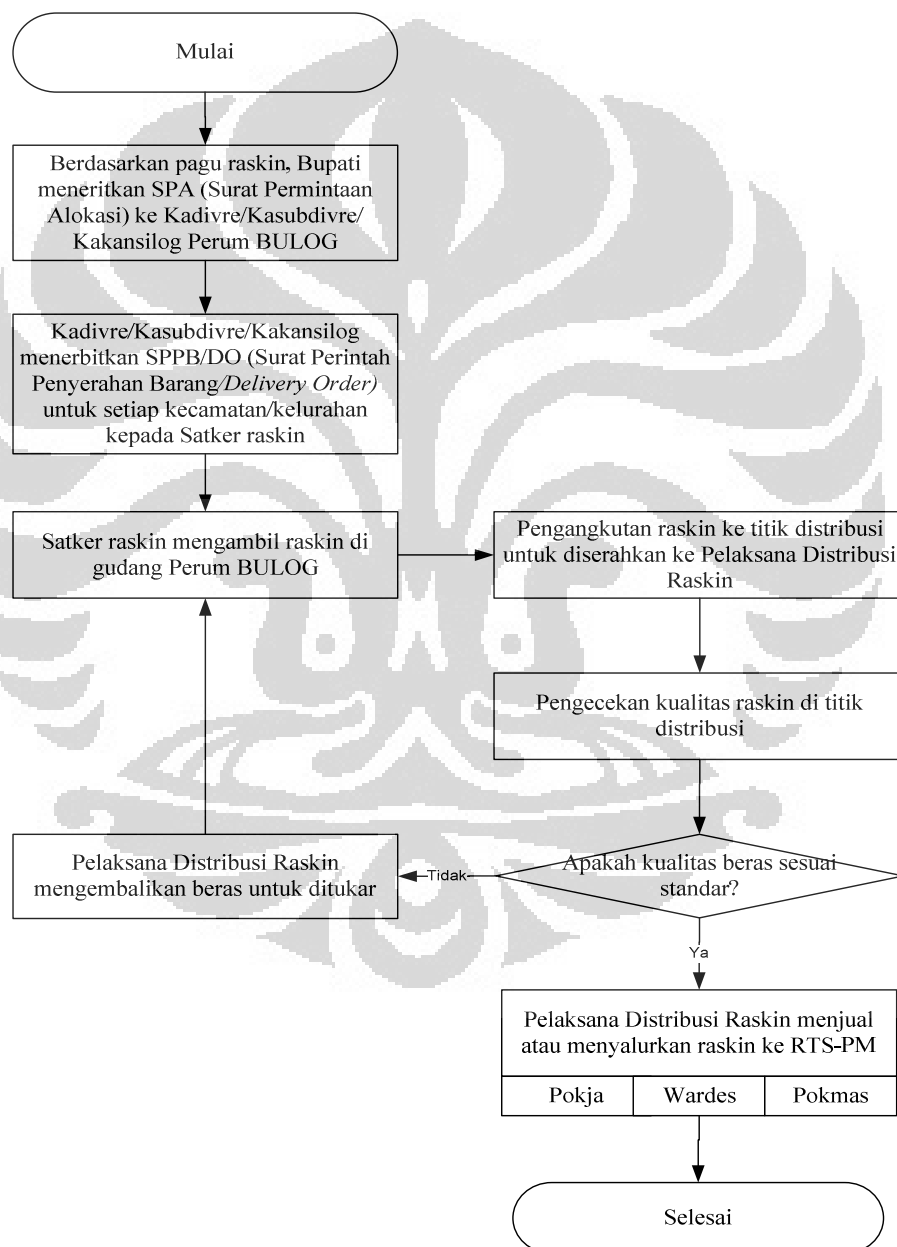 Mulai
Berdasarkan pagu raskin, Bupati
meneritkan SPA (Surat Permintaan
Alokasi) ke Kadivre/Kasubdivre/
Kakansilog Perum BULOG
Kadivre/Kasubdivre/Kakansilog
menerbitkan SPPB/DO (Surat Perintah
Penyerahan Barang/Delivery Order)
untuk setiap kecamatan/kelurahan
kepada Satker raskin
Satker raskin mengambil raskin di
gudang Perum BULOG
Pengangkutan raskin ke titik distribusi
untuk diserahkan ke Pelaksana Distribusi
Raskin
Pengecekan kualitas raskin di titik
distribusi
Apakah kualitas beras sesuai
standar?
Tidak
Pelaksana Distribusi Raskin
mengembalikan beras untuk ditukar
Ya
Pelaksana Distribusi Raskin menjual
atau menyalurkan raskin ke RTS-PM
Pokja Wardes Pokmas
Selesai